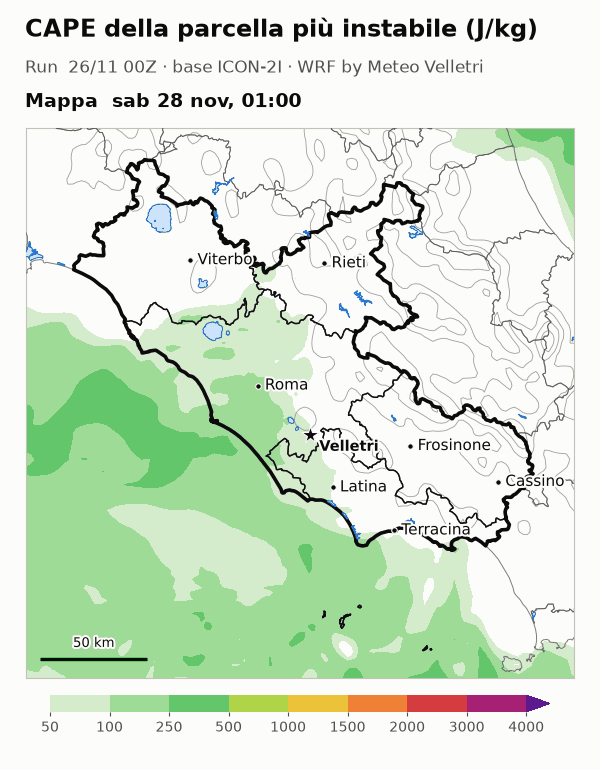 CAPE della parcella più instabile (J/kg)
Run  26/11 00Z · base ICON-2I · WRF by Meteo Velletri
Mappa  sab 28 nov, 01:00
Viterbo
Rieti
Roma
Velletri
Frosinone
Cassino
Latina
Terracina
50 km
50 100 250 500 1000 1500 2000 3000 4000